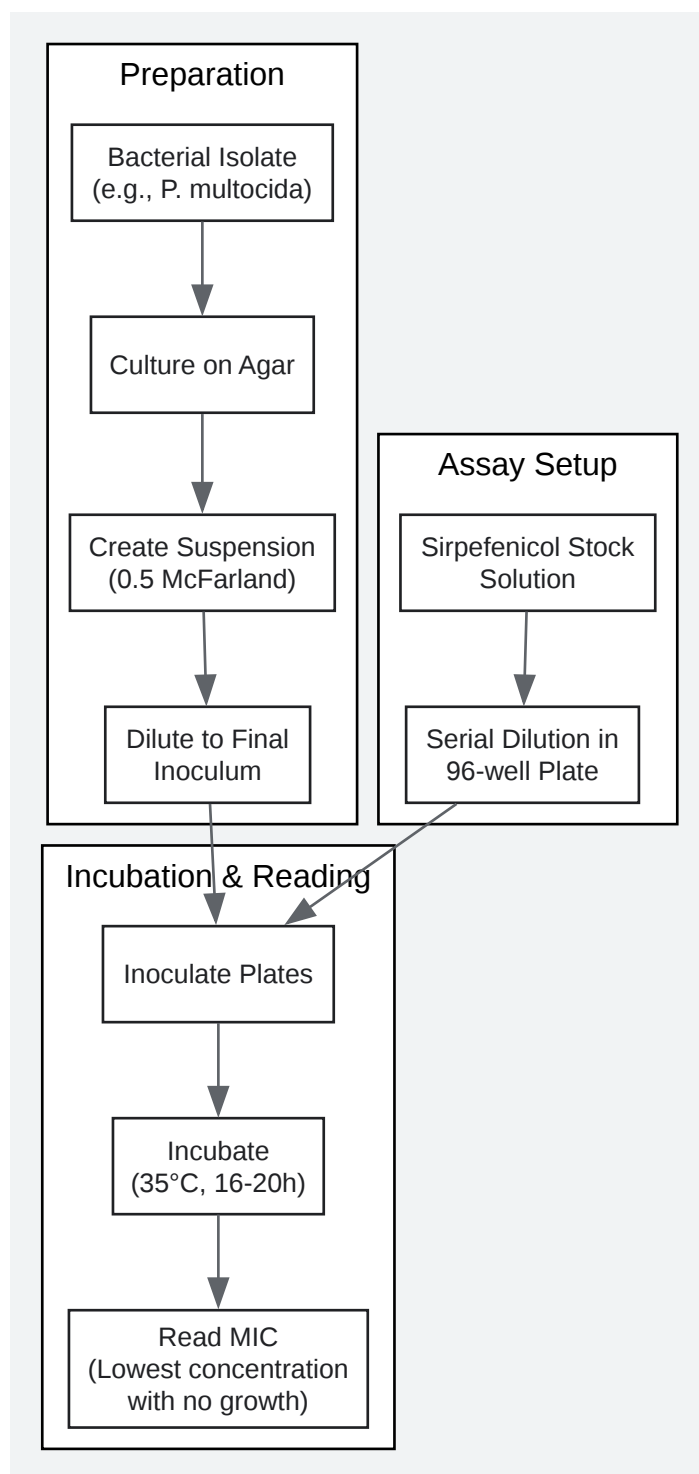 Preparation
Bacterial Isolate
(e.g., P. multocida)
Culture on Agar
Create Suspension
(0.5 McFarland)
Dilute to Final
Inoculum
Assay Setup
Sirpefenicol Stock
Solution
Serial Dilution in
96-well Plate
Incubation & Reading
Inoculate Plates
Incubate
(35°C, 16-20h)
Read MIC
(Lowest concentration
with no growth)